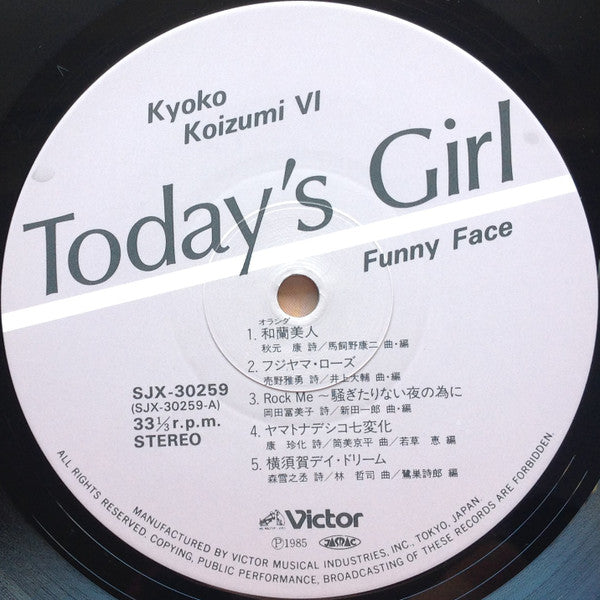 Kyoko
Koizumi VI
Today's Girl
Funny Face
オランダ
1. 和蘭美人
秋元 康 詩/馬飼野康二 曲・編
2. フジヤマ・ローズ
売野雅勇 詩/井上大輔 曲・編
3. Rock Me 〜騒ぎたりない夜の為に
岡田冨美子 詩/新田一郎 曲・編
4. ヤマトナデシコ七変化
康 珍化 詩/筒美京平 曲/若草 恵 編
5. 横須賀デイ・ドリーム
森雪之丞 詩/林 哲司 曲/鷺巣詩郎 編
SJX-30259
(SJX-30259-A)
33⅓ r.p.m.
STEREO
Victor
Ⓟ1985 JASRAC
MANUFACTURED BY VICTOR MUSICAL INDUSTRIES, INC., TOKYO, JAPAN.
ALL RIGHTS RESERVED. COPYING, PUBLIC PERFORMANCE, BROADCASTING OF THESE RECORDS ARE FORBIDDEN.